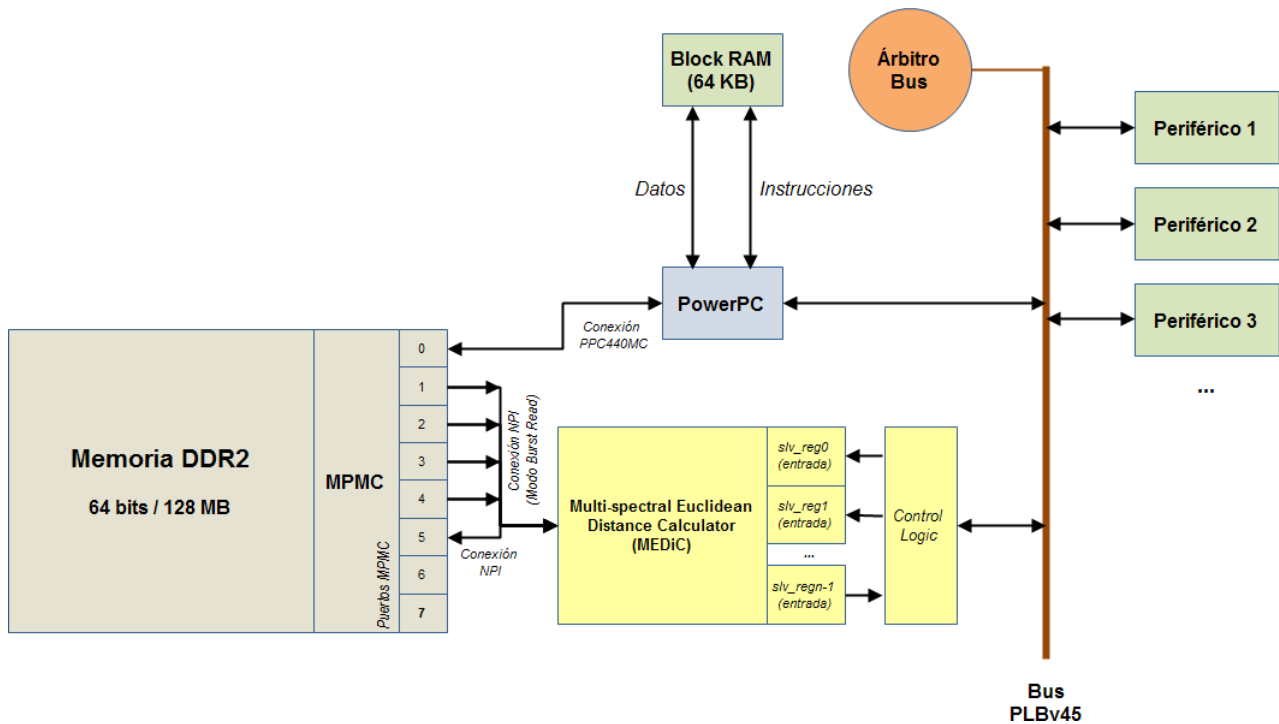 Block RAM
(64 KB)
Árbitro
Bus
Periférico 1
Datos
Instrucciones
Periférico 2
PowerPC
Periférico 3
...
Conexión
PPC440MC
Memoria DDR2
64 bits / 128 MB
MPMC
Puertos MPMC
0
1
2
3
4
5
6
7
Conexión NPI
(Modo Burst Read)
Conexión
NPI
Multi-spectral Euclidean
Distance Calculator
(MEDiC)
slv_reg0
(entrada)
slv_reg1
(entrada)
...
slv_regn-1
(entrada)
Control
Logic
Bus
PLBv45